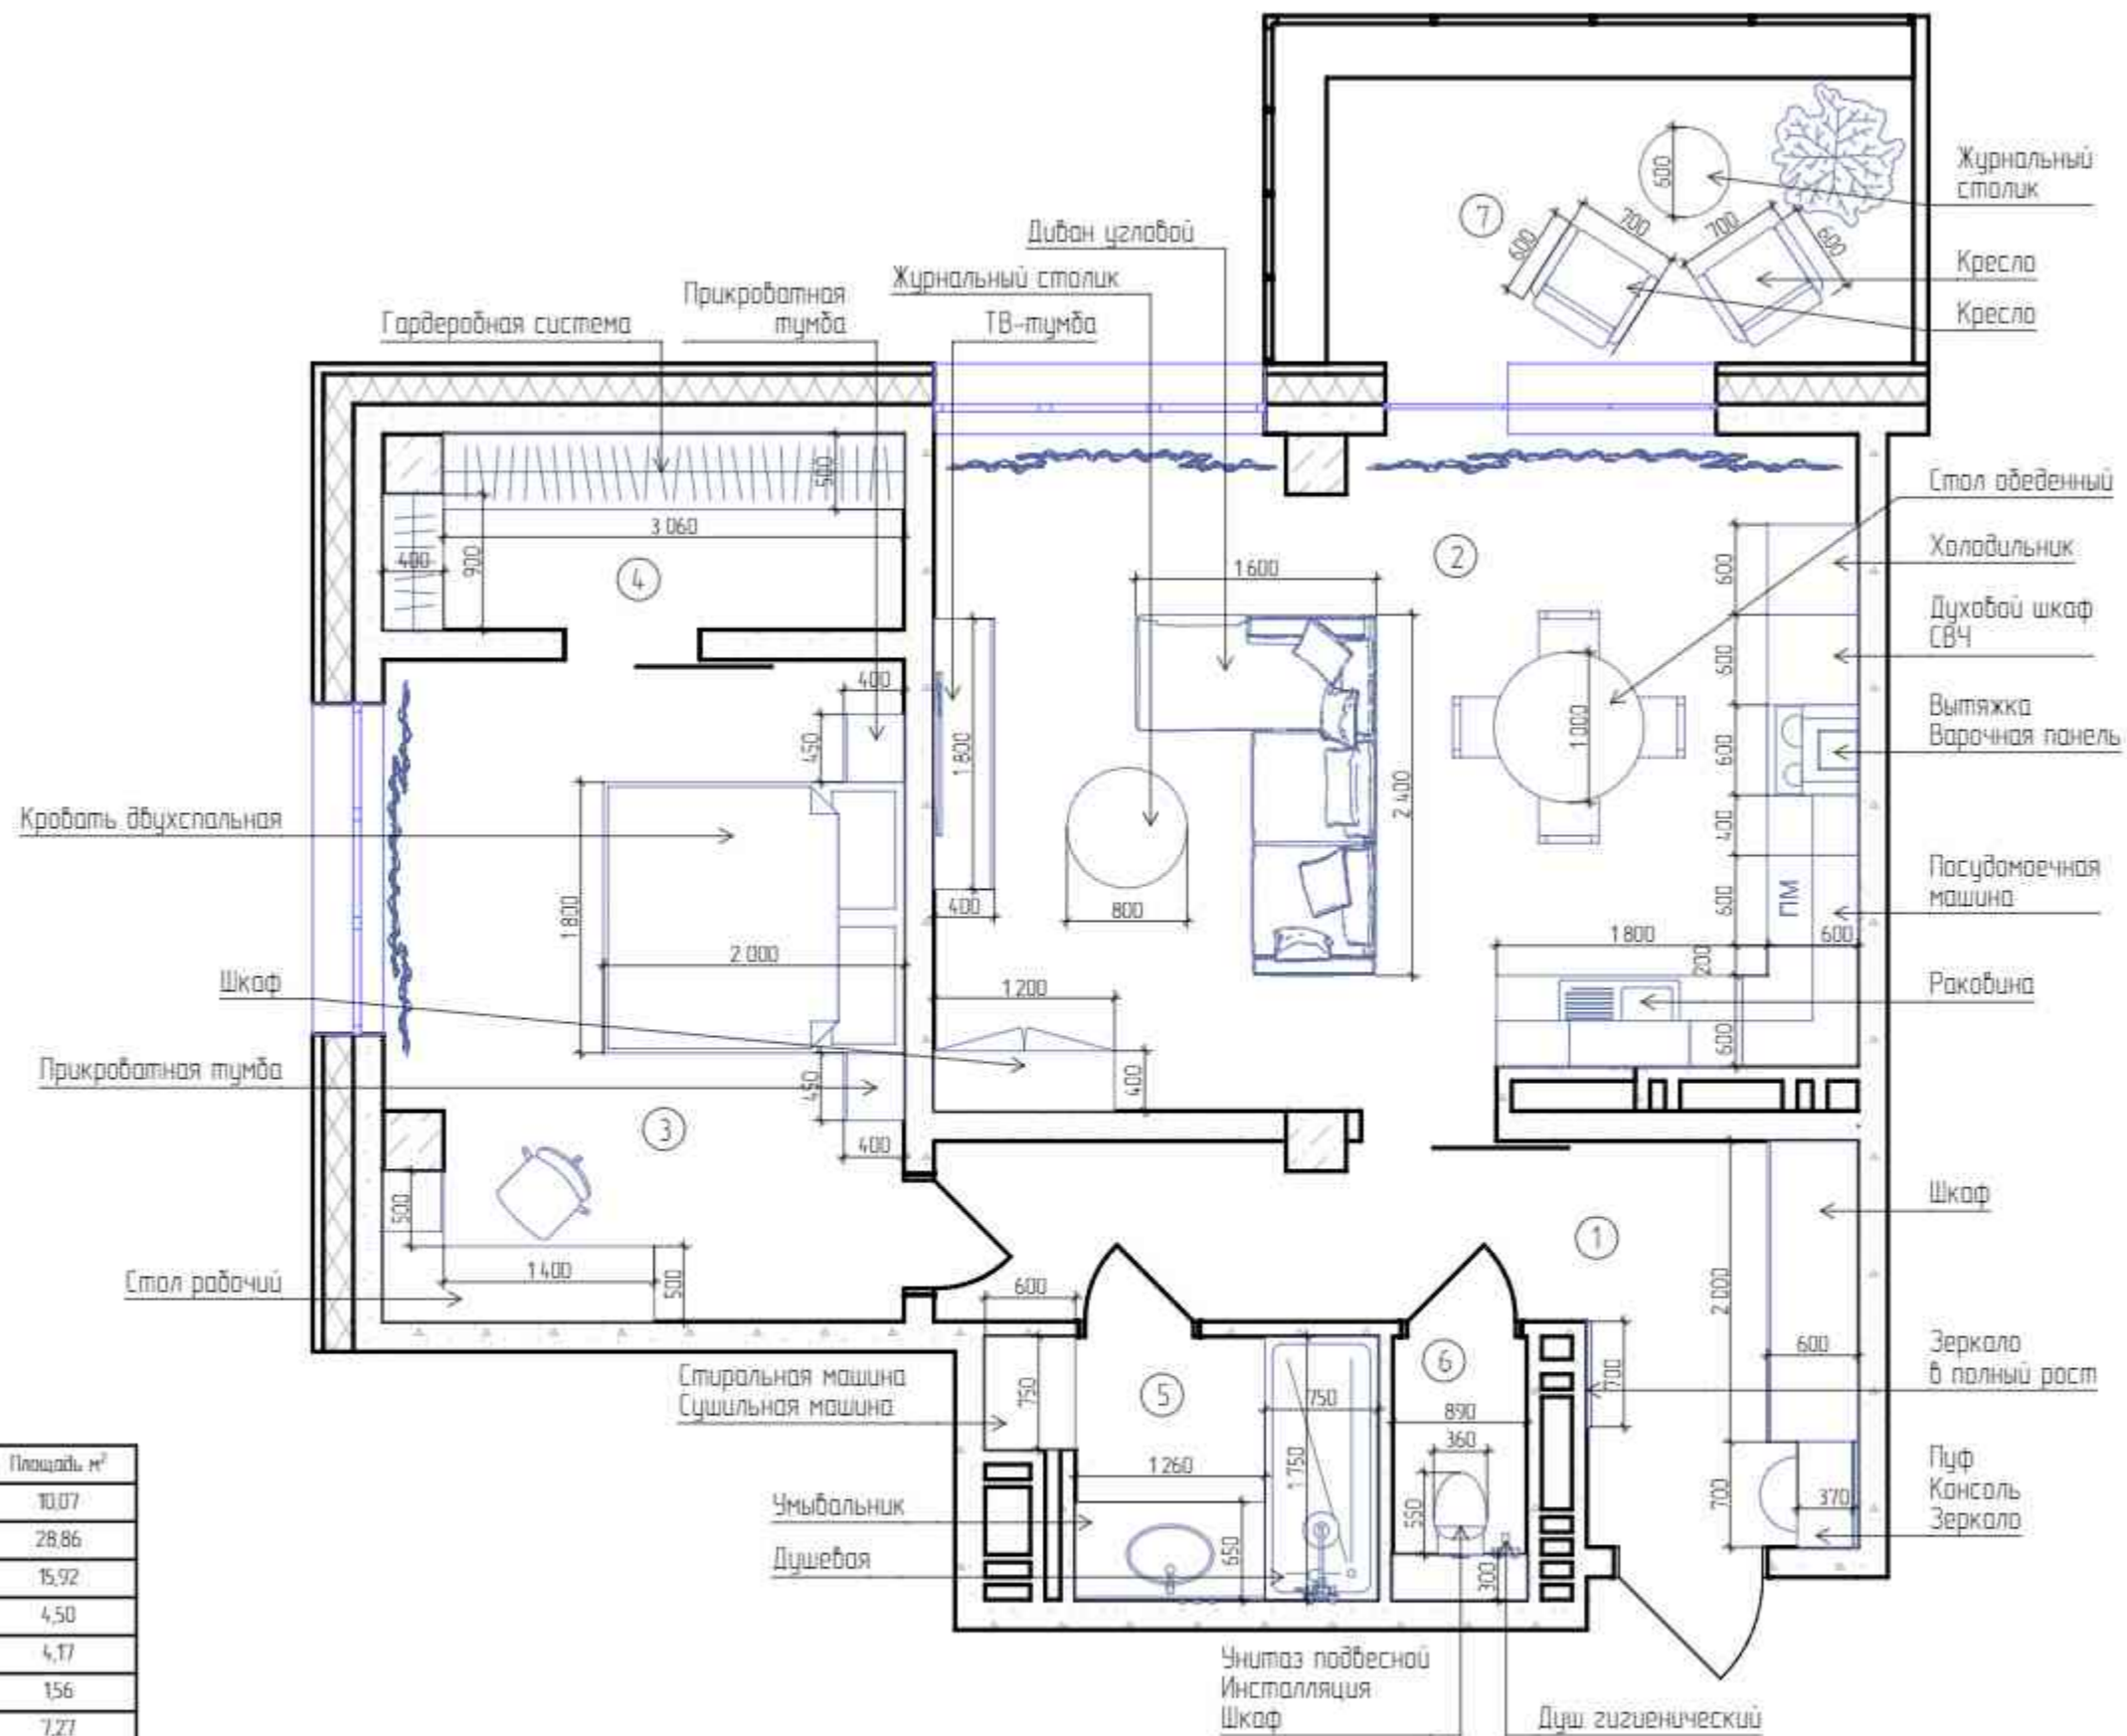 Журнальный
столик
Кресло
Кресло
600
700
600
700
600
7
Диван угловой
Журнальный столик
ТВ-тумба
Прикроватная
тумба
Гардеробная система
500
3 060
400
900
4
1 600
2
2 400
1 800
400
800
1 200
400
1 000
Стол обеденный
Холодильник
Духовой шкаф
СВЧ
Вытяжка
Варочная панель
Посудомоечная
машина
Раковина
600
600
600
400
600
ПМ
1 800
600
200
600
400
450
1 800
2 000
450
400
3
Кровать двухспальная
Шкаф
Прикроватная тумба
Стол рабочий
500
1 400
500
1
Шкаф
2 000
600
Зеркало
в полный рост
700
Пуф
Консоль
Зеркало
700
370
600
750
5
750
1 260
1 750
650
6
890
360
550
300
Стиральная машина
Сушильная машина
Умывальник
Душевая
Унитаз подвесной
Инсталляция
Шкаф
Душ гигиенический
Площадь м²
10,07
28,86
15,92
4,50
4,17
1,56
7,27